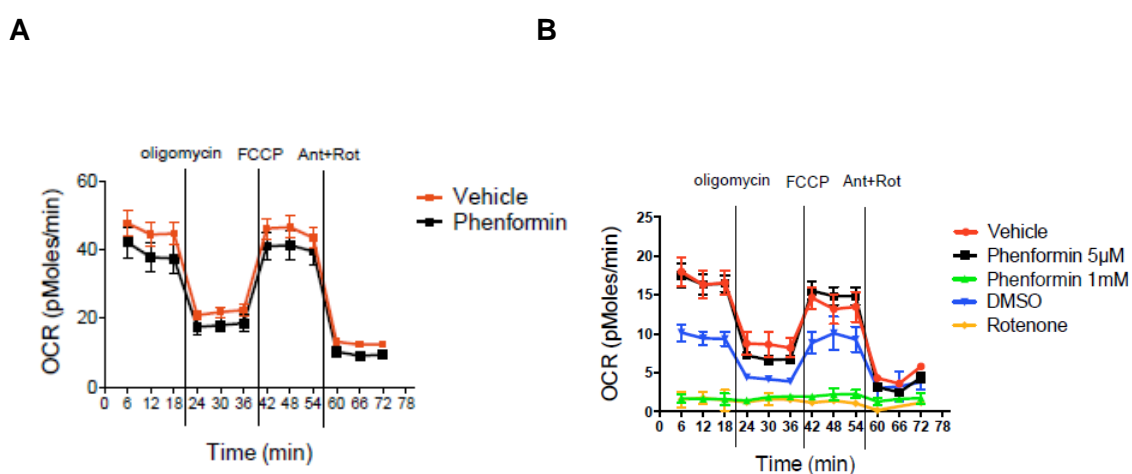 A
B
oligomycin FCCP Ant+Rot
60
40
20
0
OCR (pMoles/min)
0 6 12 18 24 30 36 42 48 54 60 66 72 78
Time (min)
Vehicle
Phenformin
oligomycin FCCP Ant+Rot
25
20
15
10
5
0
OCR (pMoles/min)
0 6 12 18 24 30 36 42 48 54 60 66 72 78
Time (min)
Vehicle
Phenformin 5µM
Phenformin 1mM
DMSO
Rotenone